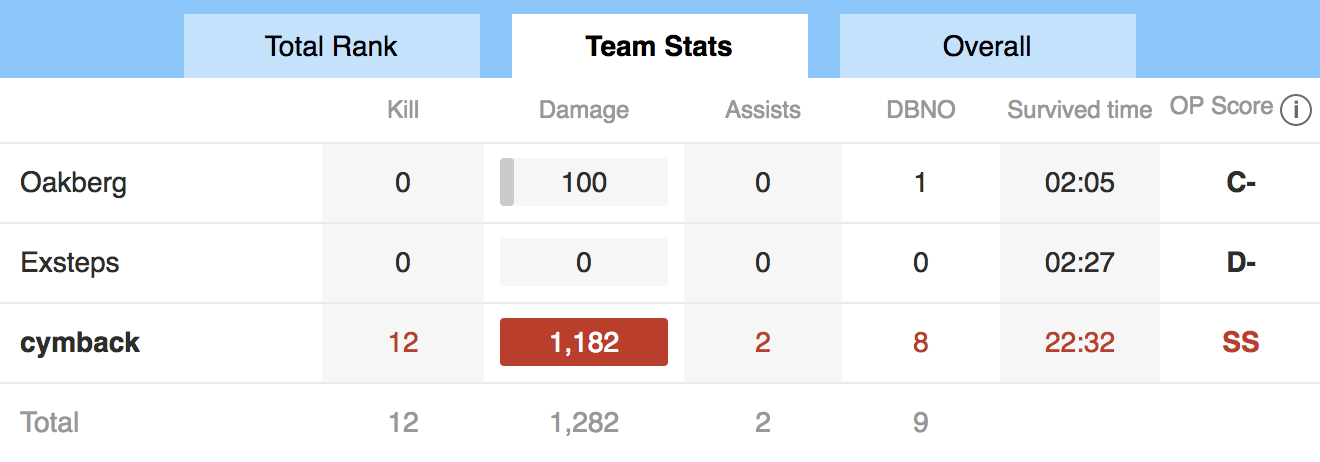 Total Rank Team Stats Overall
Kill Damage Assists DBNO Survived time OP Score i
Oakberg 0 100 0 1 02:05 C-
Exsteps 0 0 0 0 02:27 D-
cymback 12 1,182 2 8 22:32 SS
Total 12 1,282 2 9